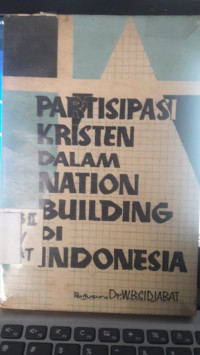 PARTISIPASI
KRISTEN
DALAM
NATION
BUILDING
DI
INDONESIA
Dr. W.B. SIDJABAT